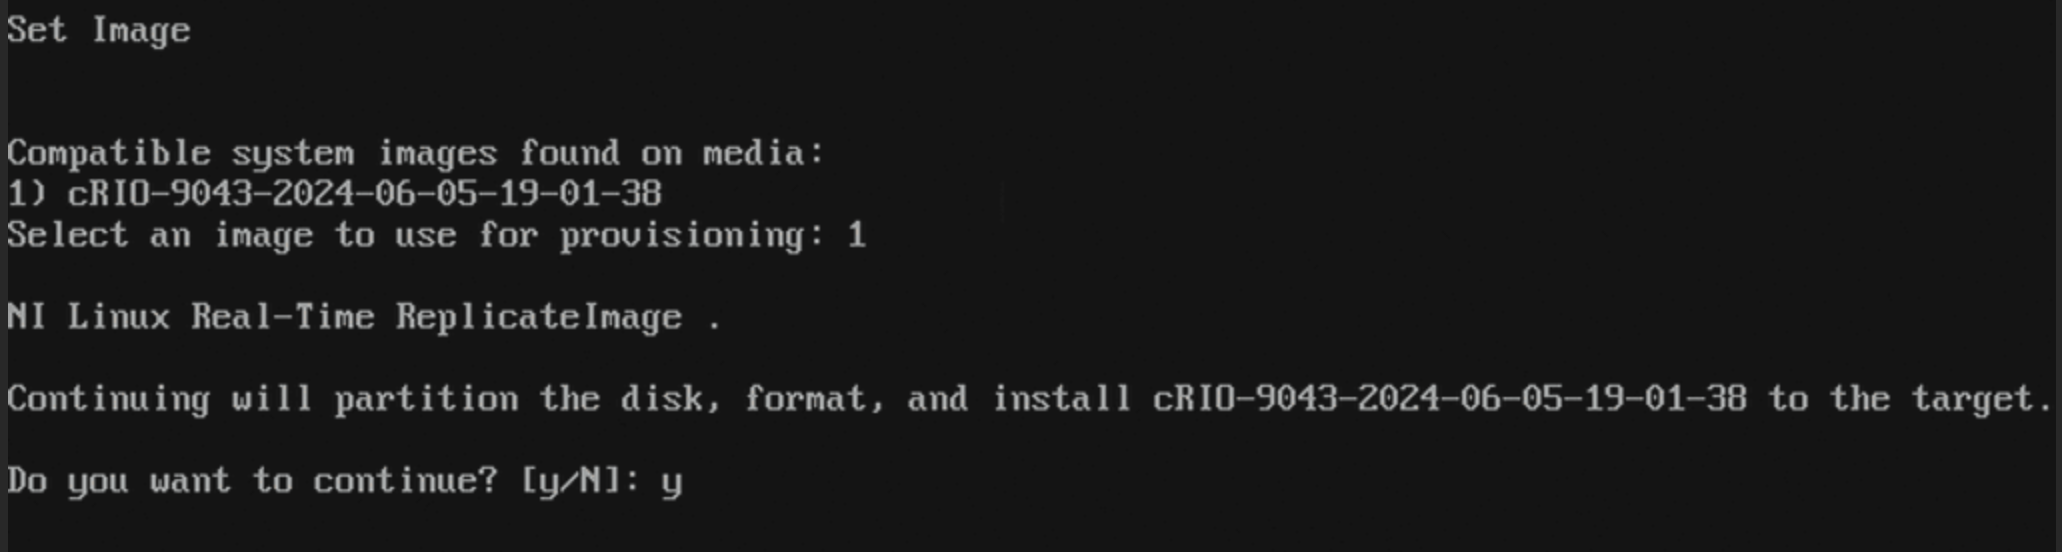 Set Image
Compatible system images found on media:
1) cRIO-9043-2024-06-05-19-01-38
Select an image to use for provisioning: 1
NI Linux Real-Time ReplicateImage .
Continuing will partition the disk, format, and install cRIO-9043-2024-06-05-19-01-38 to the target.
Do you want to continue? [y/N]: y